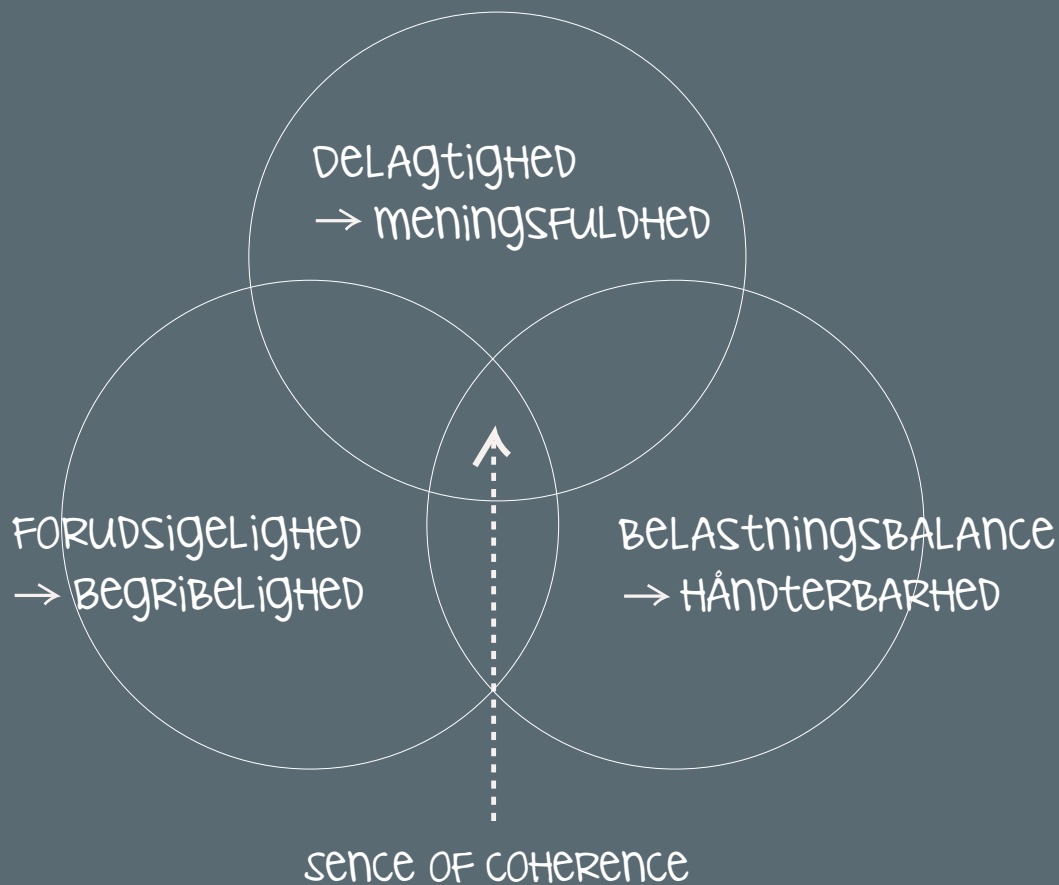 Delagtighed
→ meningsfuldhed
Forudsigelighed
→ Begribelighed
Belastningsbalance
→ Håndterbarhed
sence of coherence